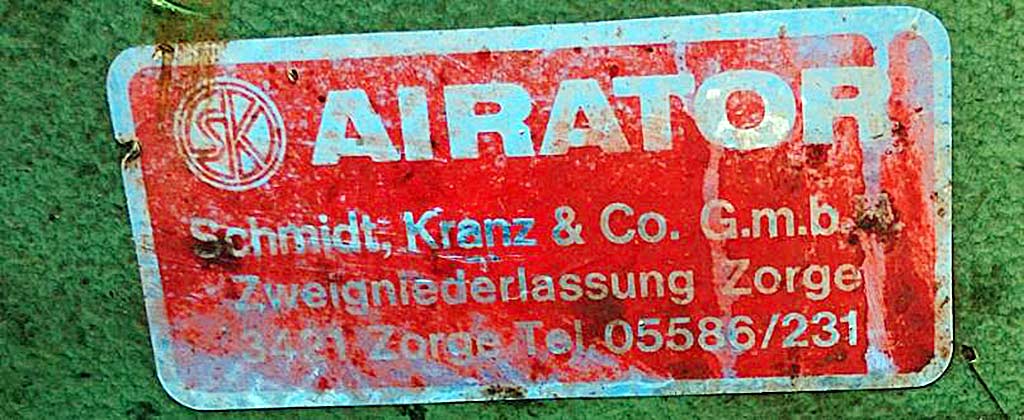 SK AIRATOR
Schmidt, Kranz & Co. G.m.b.
Zweigniederlassung Zorge
3421 Zorge Tel. 05586/231